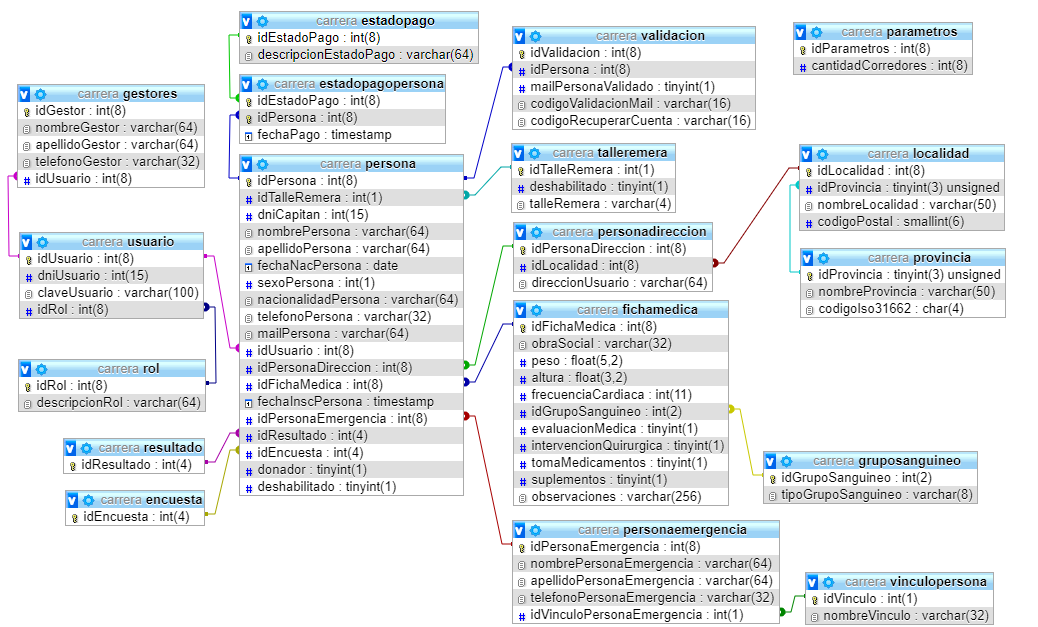 carrera estadopago
idEstadoPago : int(8)
descripcionEstadoPago : varchar(64)
carrera estadopagopersona
idEstadoPago : int(8)
idPersona : int(8)
fechaPago : timestamp
carrera gestores
idGestor : int(8)
nombreGestor : varchar(64)
apellidoGestor : varchar(64)
telefonoGestor : varchar(32)
idUsuario : int(8)
carrera usuario
idUsuario : int(8)
dniUsuario : int(15)
claveUsuario : varchar(100)
idRol : int(8)
carrera rol
idRol : int(8)
descripcionRol : varchar(64)
carrera resultado
idResultado : int(4)
carrera encuesta
idEncuesta : int(4)
carrera persona
idPersona : int(8)
idTalleRemera : int(1)
dniCapitan : int(15)
nombrePersona : varchar(64)
apellidoPersona : varchar(64)
fechaNacPersona : date
sexoPersona : int(1)
nacionalidadPersona : varchar(64)
telefonoPersona : varchar(32)
mailPersona : varchar(64)
idUsuario : int(8)
idPersonaDireccion : int(8)
idFichaMedica : int(8)
fechaInscPersona : timestamp
idPersonaEmergencia : int(8)
idResultado : int(4)
idEncuesta : int(4)
donador : tinyint(1)
deshabilitado : tinyint(1)
carrera validacion
idValidacion : int(8)
idPersona : int(8)
mailPersonaValidado : tinyint(1)
codigoValidacionMail : varchar(16)
codigoRecuperarCuenta : varchar(16)
carrera talleremera
idTalleRemera : int(1)
deshabilitado : tinyint(1)
talleRemera : varchar(4)
carrera personadireccion
idPersonaDireccion : int(8)
idLocalidad : int(8)
direccionUsuario : varchar(64)
carrera fichamedica
idFichaMedica : int(8)
obraSocial : varchar(32)
peso : float(5,2)
altura : float(3,2)
frecuenciaCardiaca : int(11)
idGrupoSanguineo : int(2)
evaluacionMedica : tinyint(1)
intervencionQuirurgica : tinyint(1)
tomaMedicamentos : tinyint(1)
suplementos : tinyint(1)
observaciones : varchar(256)
carrera personaemergencia
idPersonaEmergencia : int(8)
nombrePersonaEmergencia : varchar(64)
apellidoPersonaEmergencia : varchar(64)
telefonoPersonaEmergencia : varchar(32)
idVinculoPersonaEmergencia : int(1)
carrera parametros
idParametros : int(8)
cantidadCorredores : int(8)
carrera localidad
idLocalidad : int(8)
idProvincia : tinyint(3) unsigned
nombreLocalidad : varchar(50)
codigoPostal : smallint(6)
carrera provincia
idProvincia : tinyint(3) unsigned
nombreProvincia : varchar(50)
codigoIso31662 : char(4)
carrera gruposanguineo
idGrupoSanguineo : int(2)
tipoGrupoSanguineo : varchar(8)
carrera vinculopersona
idVinculo : int(1)
nombreVinculo : varchar(32)